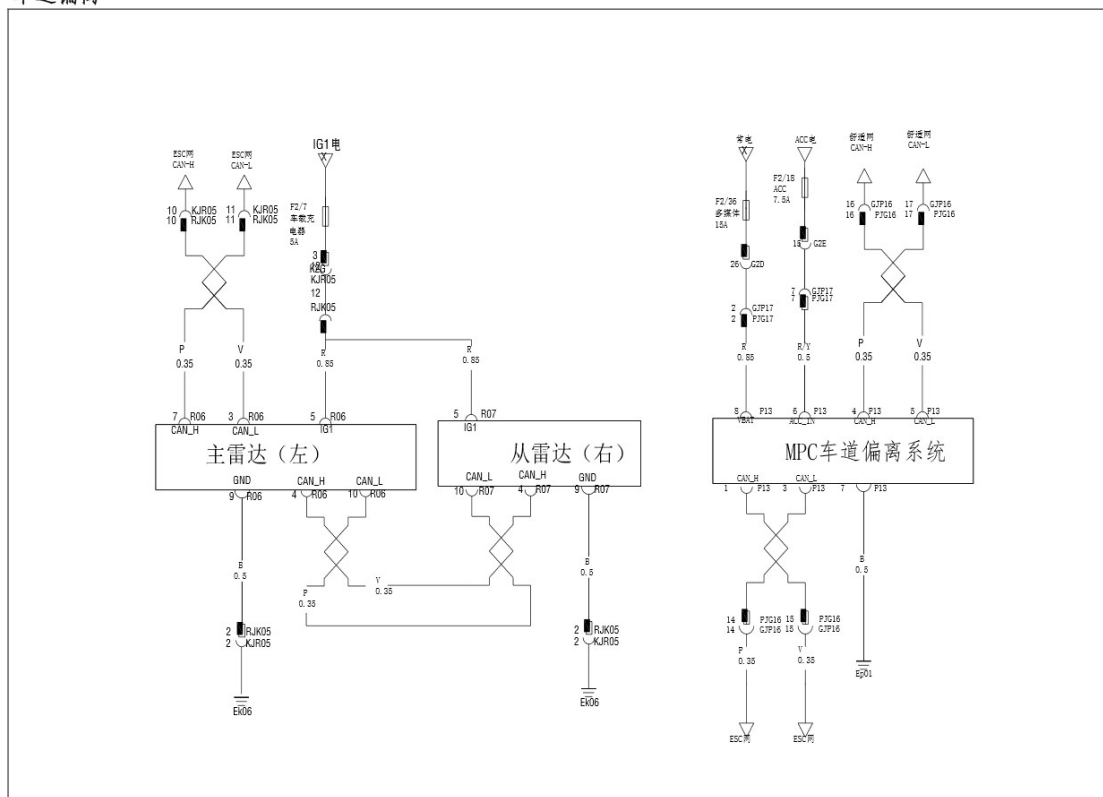 ESC网
CAN-H
ESC网
CAN-L
IG1电
X
10 KJR05
10 RJK05
11 KJR05
11 RJK05
F2/7
车载充
电器
5A
3
K2G
KJR05
12
RJK05
P
0.35
V
0.35
R
0.85
R
0.85
7 R06
CAN_H
3 R06
CAN_L
5 R06
IG1
5 R07
IG1
主雷达（左）
从雷达（右）
GND
9 R06
CAN_H
4 R06
CAN_L
10 R06
CAN_L
10 R07
CAN_H
4 R07
GND
9 R07
B
0.5
P
0.35
V
0.35
B
0.5
2 RJK05
2 KJR05
2 RJK05
2 KJR05
Ek06
Ek06
常电
X
ACC电
舒适网
CAN-H
舒适网
CAN-L
F2/36
多媒体
15A
F2/18
ACC
7.5A
16 GJP16
16 PJG16
17 GJP16
17 PJG16
26 G2D
15 G2E
2 GJP17
2 PJG17
7 GJP17
7 PJG17
R
0.85
R/Y
0.5
P
0.35
V
0.35
8 P13
VBAT
6 P13
ACC_IN
4 P13
CAN_H
5 P13
CAN_L
MPC车道偏离系统
CAN_H
1 P13
CAN_L
3 P13
7 P13
B
0.5
14 PJG16
14 GJP16
15 PJG16
15 GJP16
P
0.35
V
0.35
Ep01
ESC网
ESC网